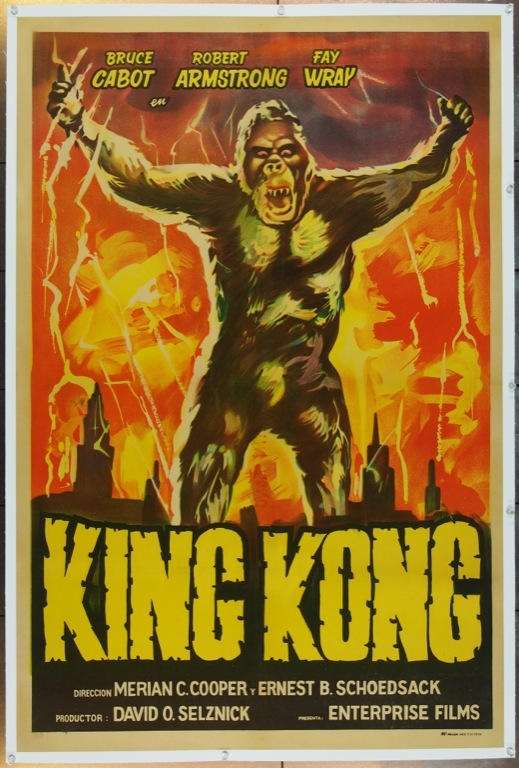 BRUCE CABOT ROBERT ARMSTRONG FAY WRAY
en
KING KONG
DIRECCION MERIAN C. COOPER Y ERNEST B. SCHOEDSACK
PRODUCTOR : DAVID O. SELZNICK PRESENTA: ENTERPRISE FILMS